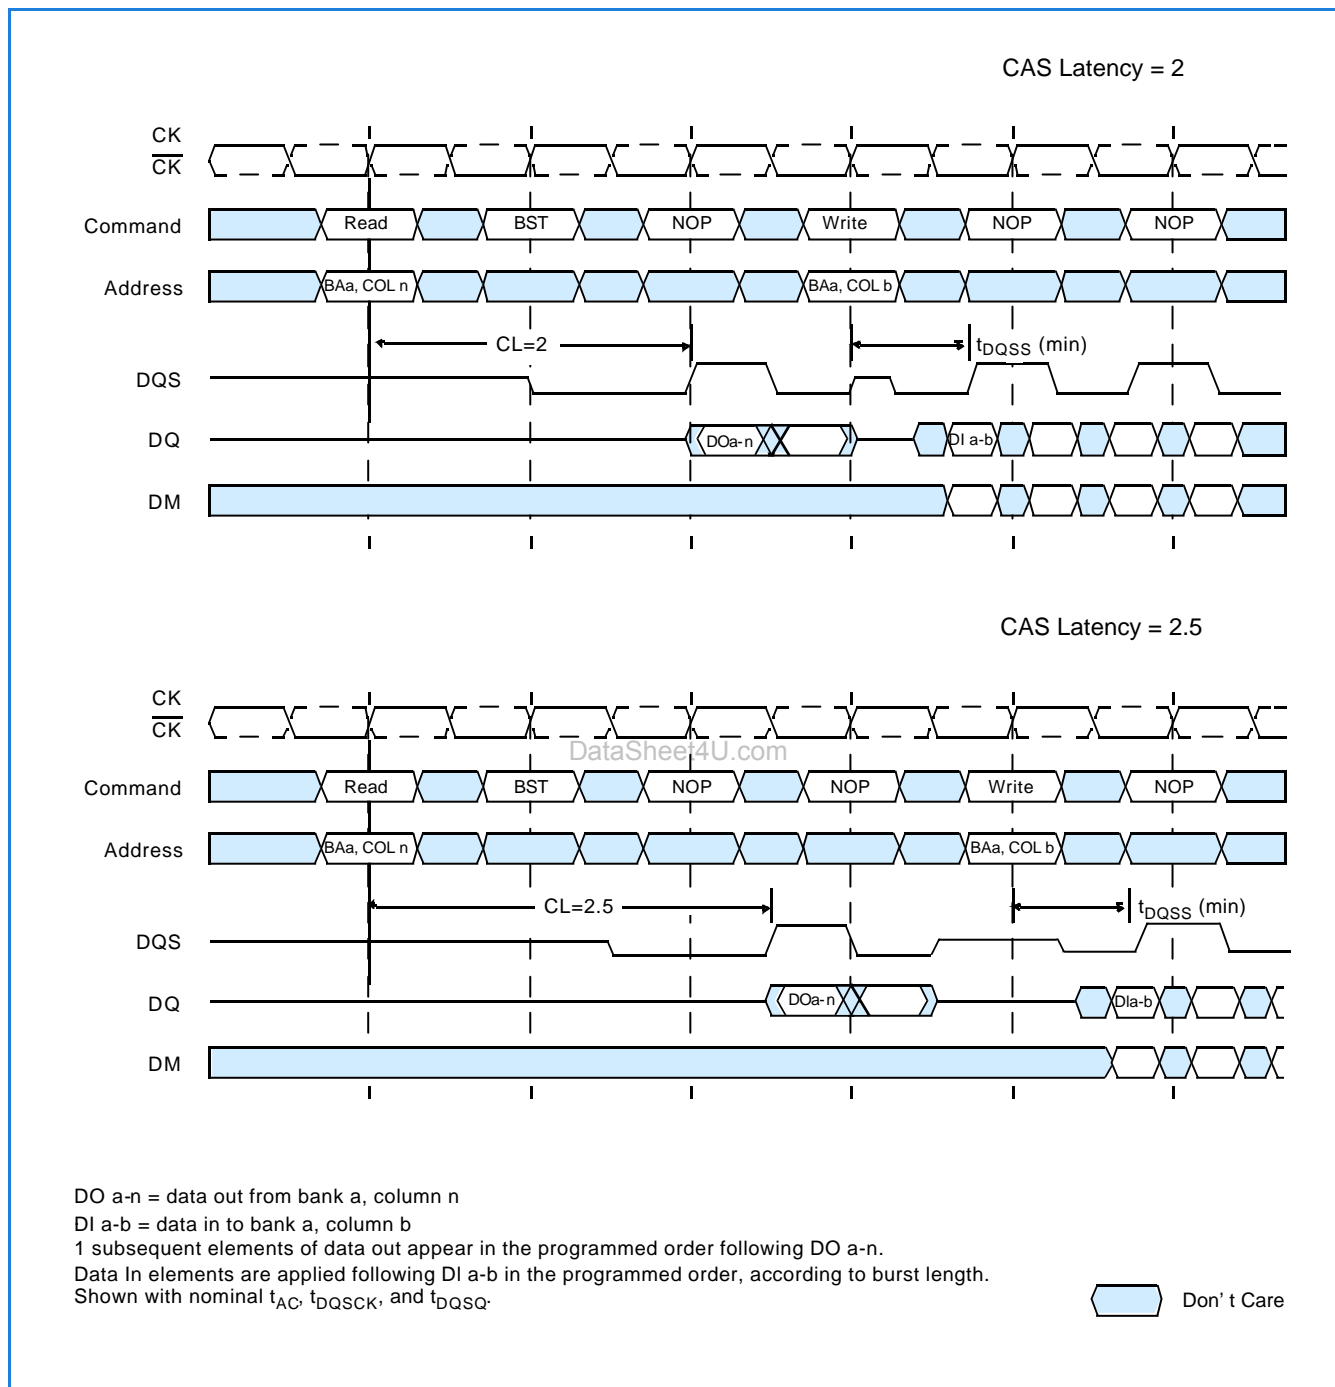 CAS Latency = 2
CK
CK
Command Read BST NOP Write NOP NOP
Address BAa, COL n BAa, COL b
CL=2 tDQSS (min)
DQS
DQ DOa-n DI a-b
DM
CAS Latency = 2.5
CK
CK
DataSheet4U.com
Command Read BST NOP NOP Write NOP
Address BAa, COL n BAa, COL b
CL=2.5 tDQSS (min)
DQS
DQ DOa-n DIa-b
DM
DO a-n = data out from bank a, column n
DI a-b = data in to bank a, column b
1 subsequent elements of data out appear in the programmed order following DO a-n.
Data In elements are applied following DI a-b in the programmed order, according to burst length.
Shown with nominal tAC, tDQSCK, and tDQSQ.
Don' t Care